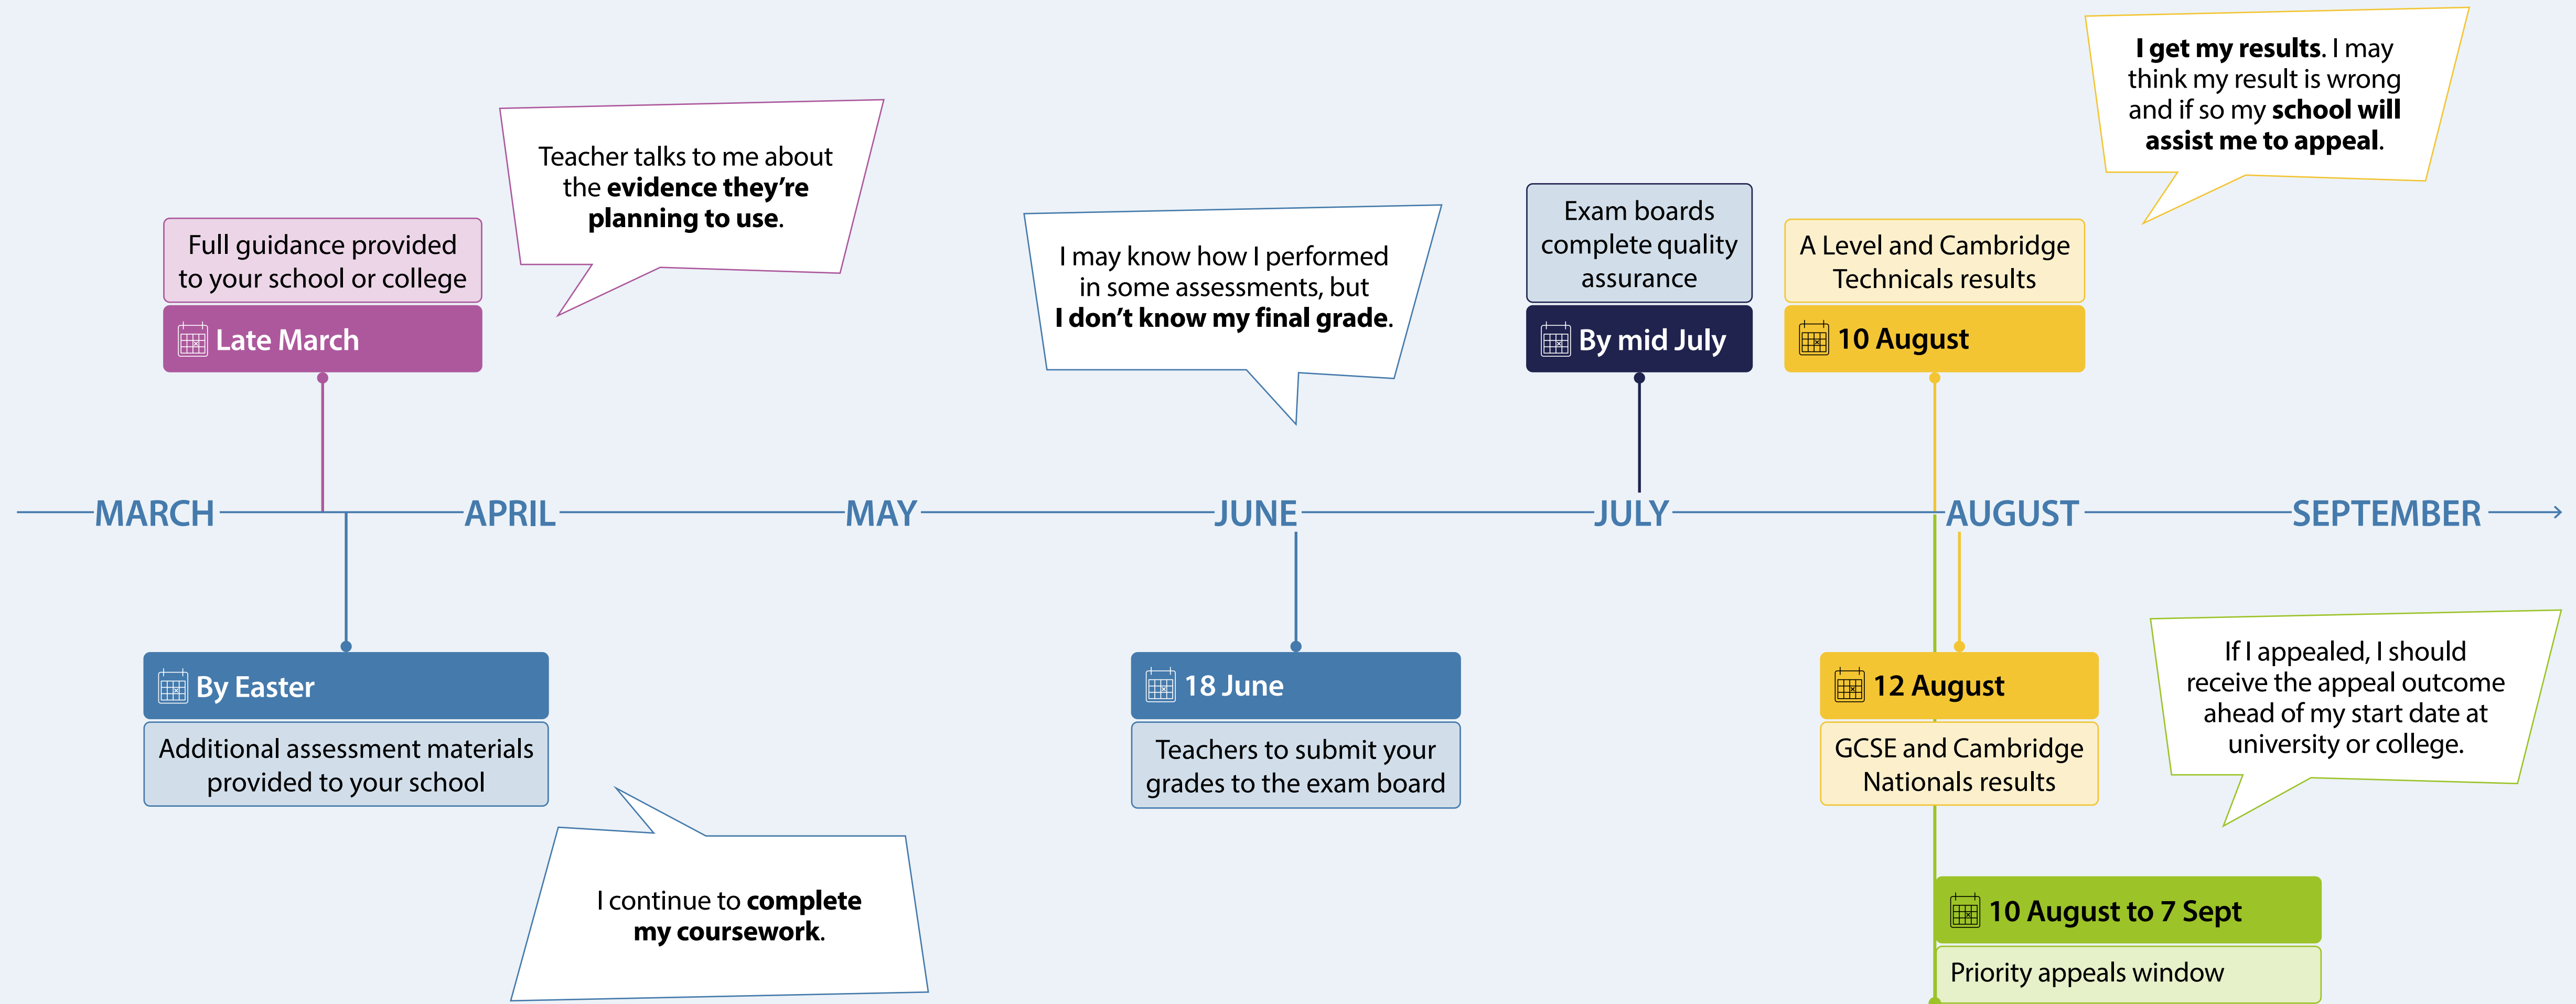 I get my results. I may
think my result is wrong
and if so my school will
assist me to appeal.
Teacher talks to me about
the evidence they’re
planning to use.
Full guidance provided
to your school or college
Late March
I may know how I performed
in some assessments, but
I don’t know my final grade.
Exam boards
complete quality
assurance
By mid July
A Level and Cambridge
Technicals results
10 August
MARCH
APRIL
MAY
JUNE
JULY
AUGUST
SEPTEMBER
By Easter
Additional assessment materials
provided to your school
18 June
Teachers to submit your
grades to the exam board
12 August
GCSE and Cambridge
Nationals results
If I appealed, I should
receive the appeal outcome
ahead of my start date at
university or college.
I continue to complete
my coursework.
10 August to 7 Sept
Priority appeals window